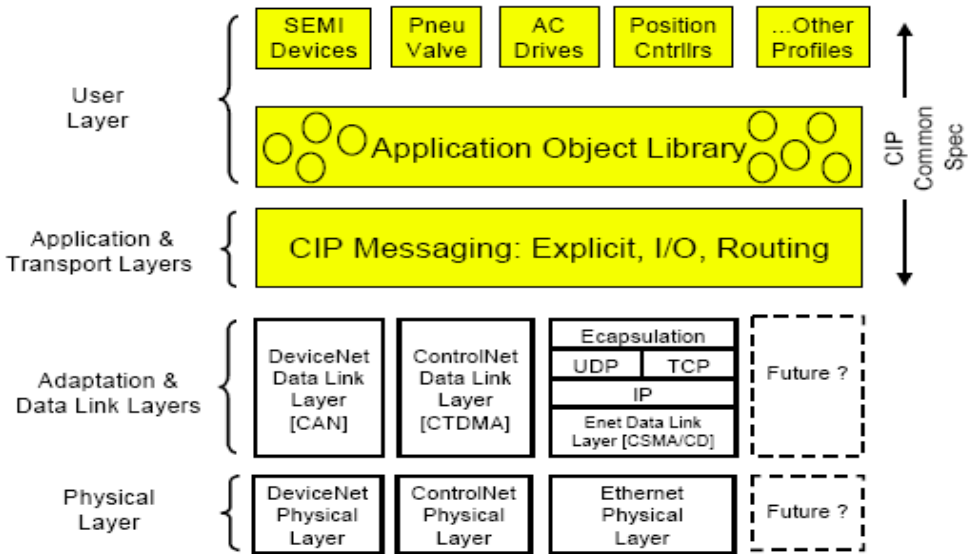 SEMI
Devices
Pneu
Valve
AC
Drives
Position
Cntrllrs
...Other
Profiles
User
Layer
Application Object Library
CIP
Common
Spec
Application &
Transport Layers
CIP Messaging: Explicit, I/O, Routing
Adaptation &
Data Link Layers
DeviceNet
Data Link
Layer
[CAN]
ControlNet
Data Link
Layer
[CTDMA]
Ecapsulation
UDP
TCP
IP
Enet Data Link
Layer [CSMA/CD]
Future ?
Physical
Layer
DeviceNet
Physical
Layer
ControlNet
Physical
Layer
Ethernet
Physical
Layer
Future ?